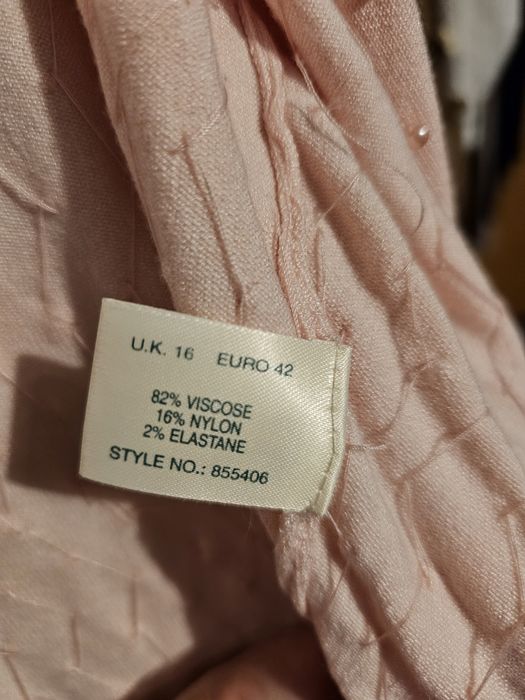 U.K. 16 EURO 42
82% VISCOSE
16% NYLON
2% ELASTANE
STYLE NO.: 855406